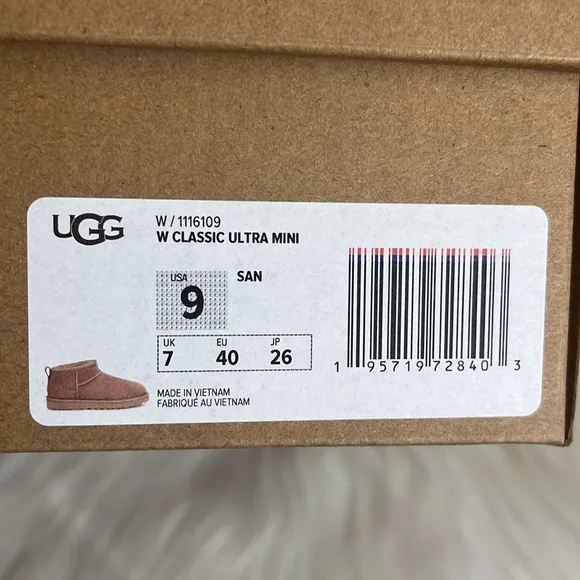 UGG
W / 1116109
W CLASSIC ULTRA MINI
USA
9
SAN
UK EU JP
7 40 26
MADE IN VIETNAM
FABRIQUÉ AU VIETNAM
1 95719 72840 3